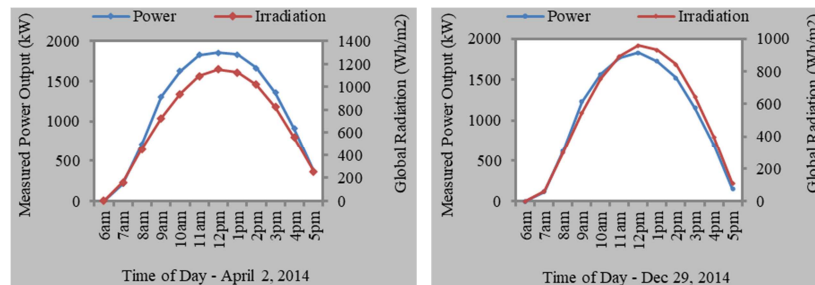 Power Irradiation
Measured Power Output (kW)
2000
1500
1000
500
0
1400
1200
1000
800
600
400
200
0
Global Radiation (Wh/m2)
6am 7am 8am 9am 10am 11am 12pm 1pm 2pm 3pm 4pm 5pm
Time of Day - April 2, 2014
Power Irradiation
Measured Power Output (kW)
2000
1500
1000
500
0
1000
800
600
400
200
0
Global Radiation (Wh/m2)
6am 7am 8am 9am 10am 11am 12pm 1pm 2pm 3pm 4pm 5pm
Time of Day - Dec 29, 2014